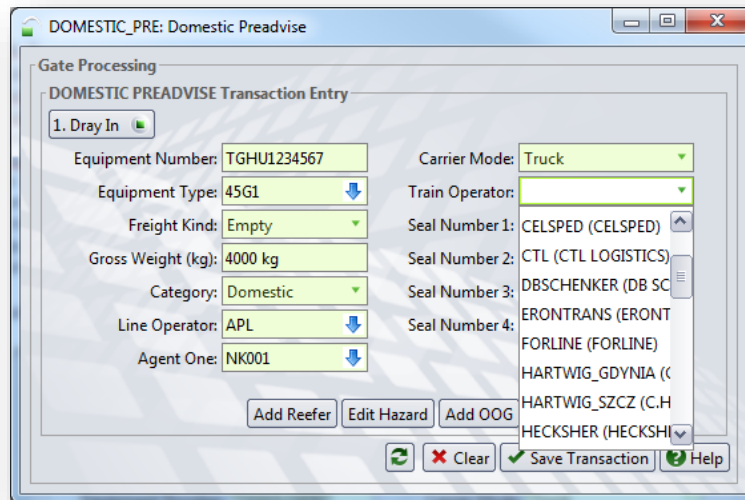 DOMESTIC_PRE: Domestic Preadvise
Gate Processing
DOMESTIC PREADVISE Transaction Entry
1. Dray In
Equipment Number: TGHU1234567
Equipment Type: 45G1
Freight Kind: Empty
Gross Weight (kg): 4000 kg
Category: Domestic
Line Operator: APL
Agent One: NK001
Carrier Mode: Truck
Train Operator:
Seal Number 1:
Seal Number 2:
Seal Number 3:
Seal Number 4:
CELSPED (CELSPED)
CTL (CTL LOGISTICS)
DBSCHENKER (DB SC
ERONTRANS (ERONT
FORLINE (FORLINE)
HARTWIG_GDYNIA (C
HARTWIG_SZCZ (C.H
HECKSHER (HECKSHI
Add Reefer Edit Hazard Add OOG
Clear Save Transaction Help